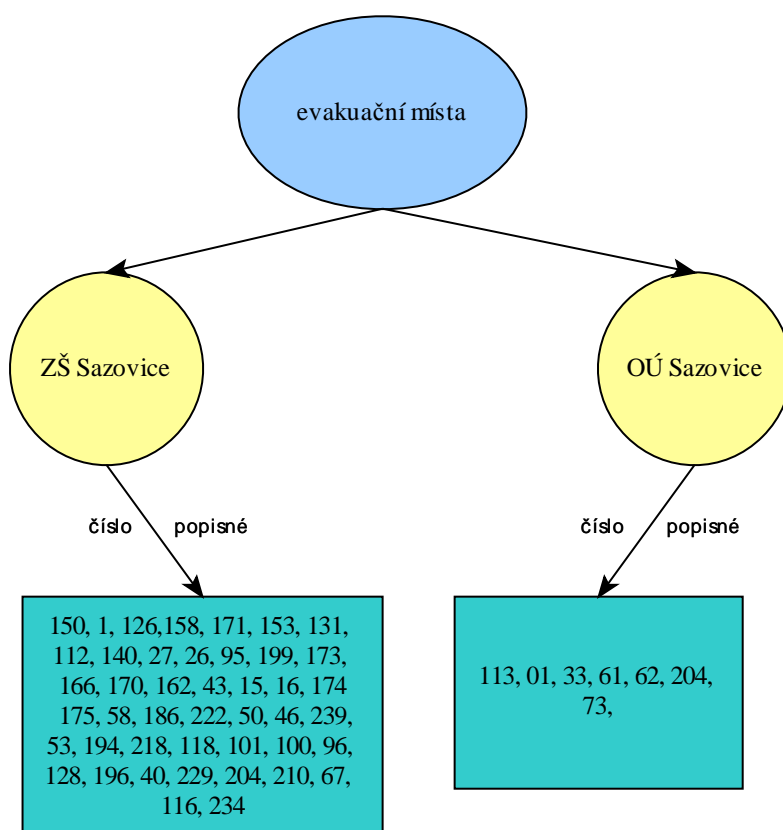 evakuační místa
ZŠ Sazovice
OÚ Sazovice
číslo popisné
číslo popisné
150, 1, 126,158, 171, 153, 131,
112, 140, 27, 26, 95, 199, 173,
166, 170, 162, 43, 15, 16, 174
175, 58, 186, 222, 50, 46, 239,
53, 194, 218, 118, 101, 100, 96,
128, 196, 40, 229, 204, 210, 67,
116, 234
113, 01, 33, 61, 62, 204,
73,